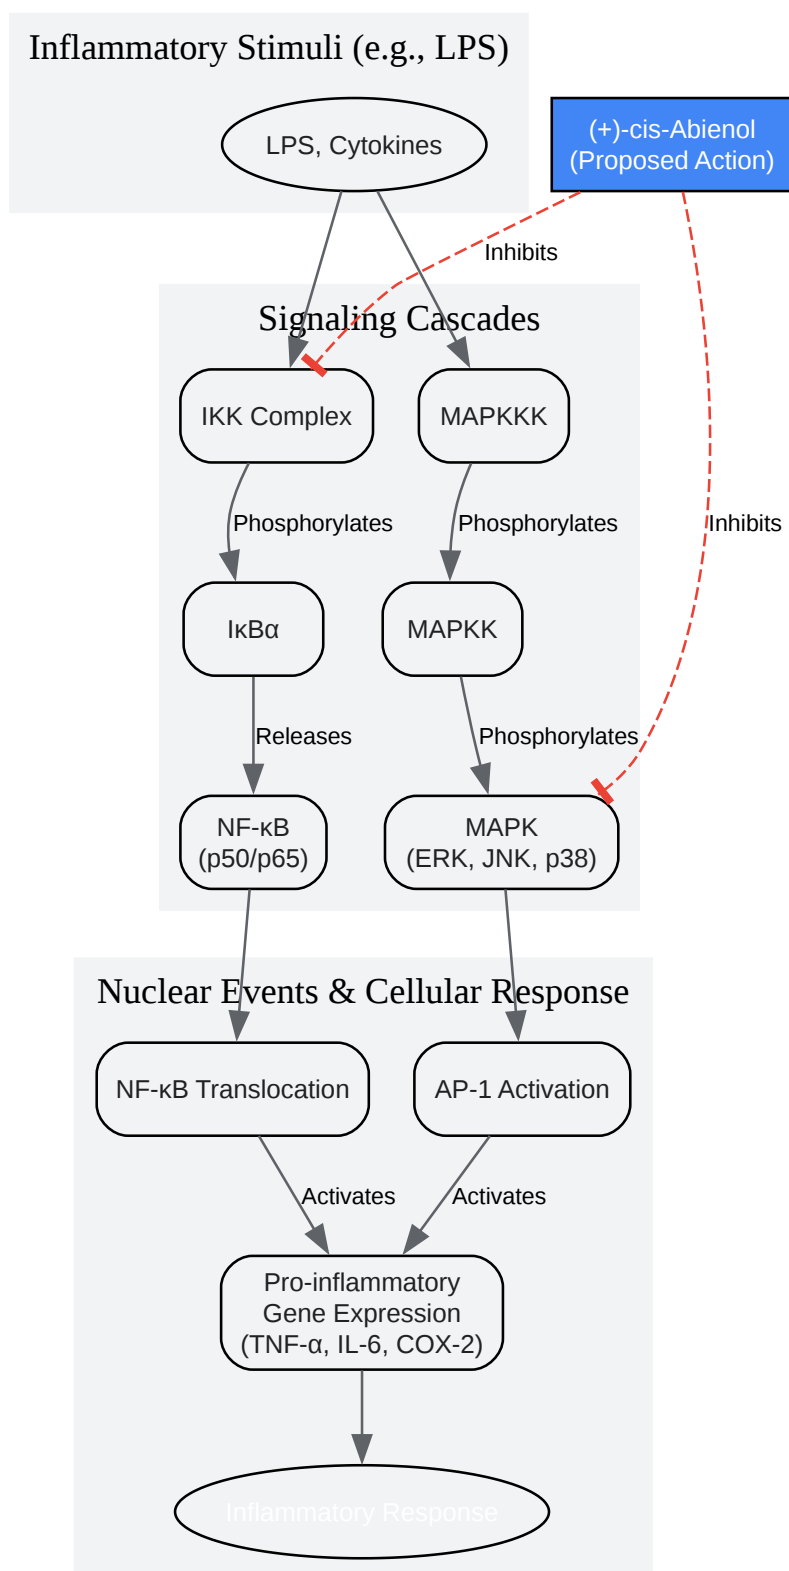 Inflammatory Stimuli (e.g., LPS)
LPS, Cytokines
(+)-cis-Abienol
(Proposed Action)
Inhibits
Signaling Cascades
IKK Complex
MAPKKK
Phosphorylates
Phosphorylates
Inhibits
IκBα
MAPKK
Releases
Phosphorylates
NF-κB
(p50/p65)
MAPK
(ERK, JNK, p38)
Nuclear Events & Cellular Response
NF-κB Translocation
AP-1 Activation
Activates
Activates
Pro-inflammatory
Gene Expression
(TNF-α, IL-6, COX-2)
Inflammatory Response